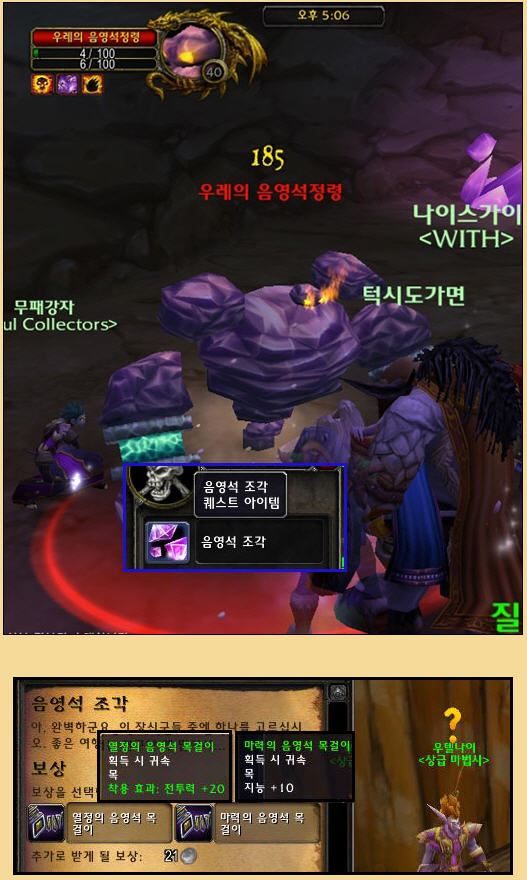 오후 5:06
우레의 음영석정령
4 / 100
6 / 100
40
185
우레의 음영석정령
나이스가이
<WITH>
턱시도가면
무패강자
ul Collectors>
음영석 조각
퀘스트 아이템
음영석 조각
질
음영석 조각
아, 완벽하군요. 이 장신구들 중에 하나를 고르십시
오. 좋은 여행
열정의 음영석 목걸이...
획득 시 귀속
목
착용 효과: 전투력 +20
마력의 음영석 목걸이
획득 시 귀속
목
지능 +10
<상급
보상
보상을 선택
열정의 음영석 목
걸이
마력의 음영석 목
걸이
추가로 받게 될 보상: 21
?
우텔나이
<상급 마법사>